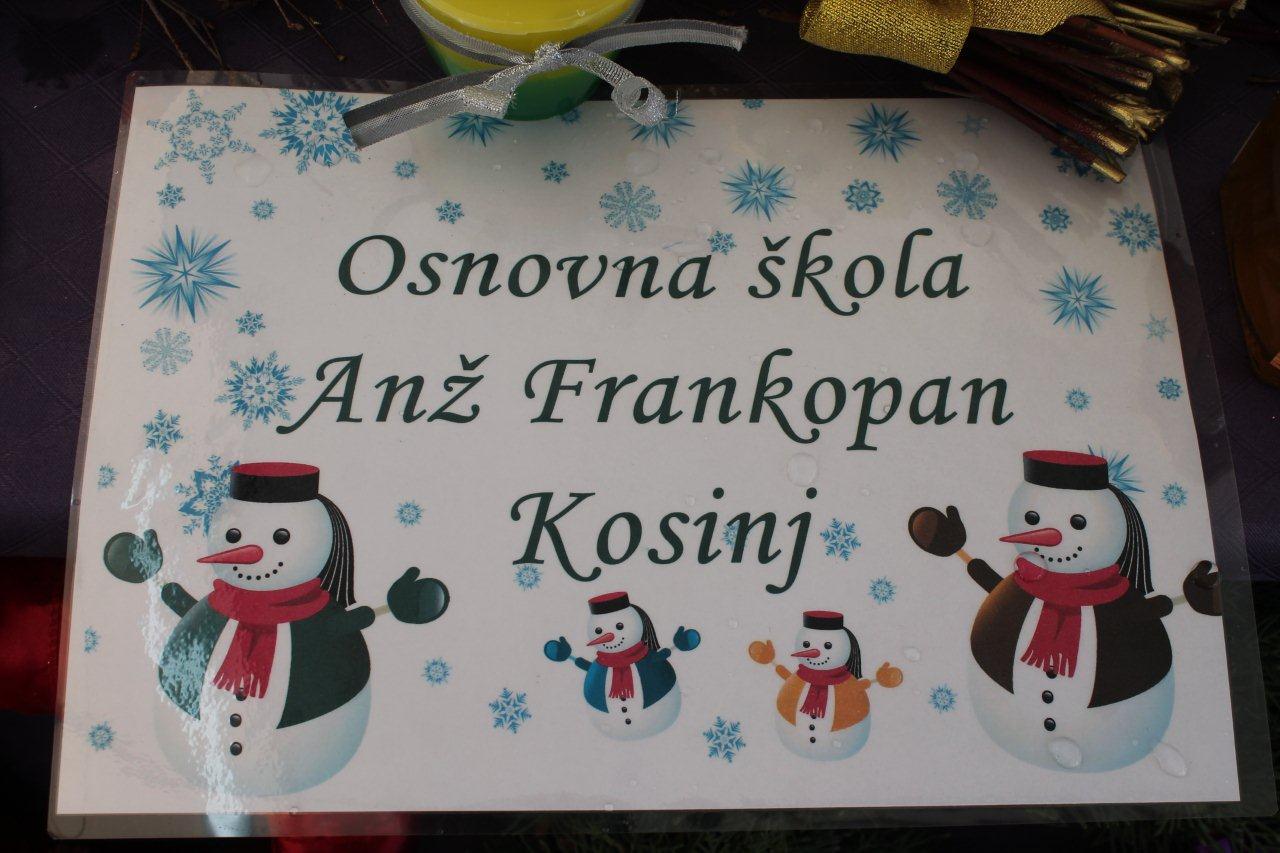 Osnovna škola
Anž Frankopan
Kosinj